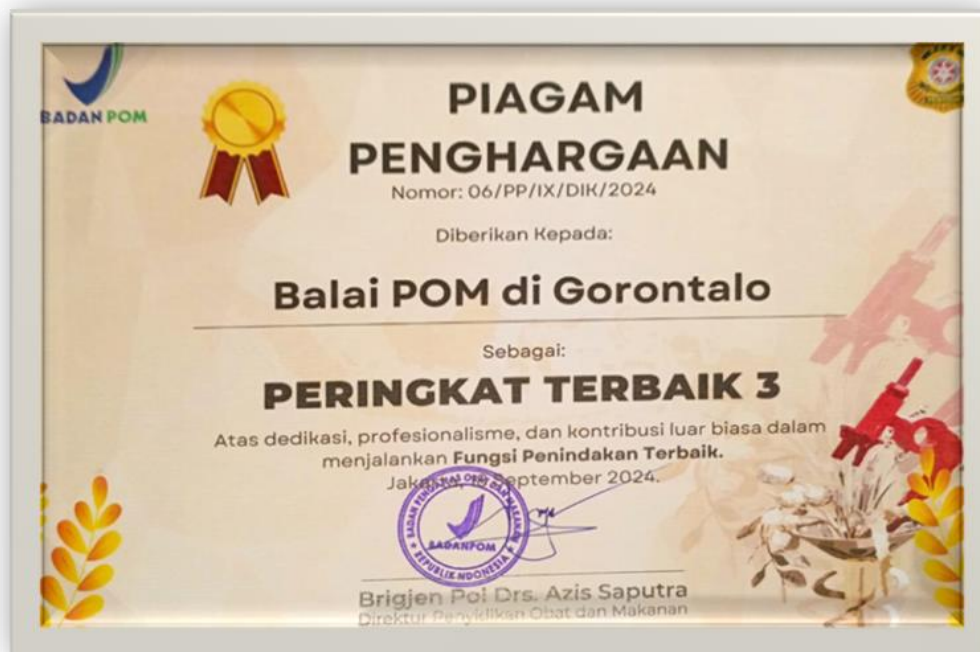 BADAN POM
PIAGAM
PENGHARGAAN
Nomor: 06/PP/IX/DIK/2024
Diberikan Kepada:
Balai POM di Gorontalo
Sebagai:
PERINGKAT TERBAIK 3
Atas dedikasi, profesionalisme, dan kontribusi luar biasa dalam
menjalankan Fungsi Penindakan Terbaik.
September 2024.
BADAN POM
REPUBLIK INDONESIA
Brigjen Pol Drs. Azis Saputra
Direktur Penyidikan Obat dan Makanan